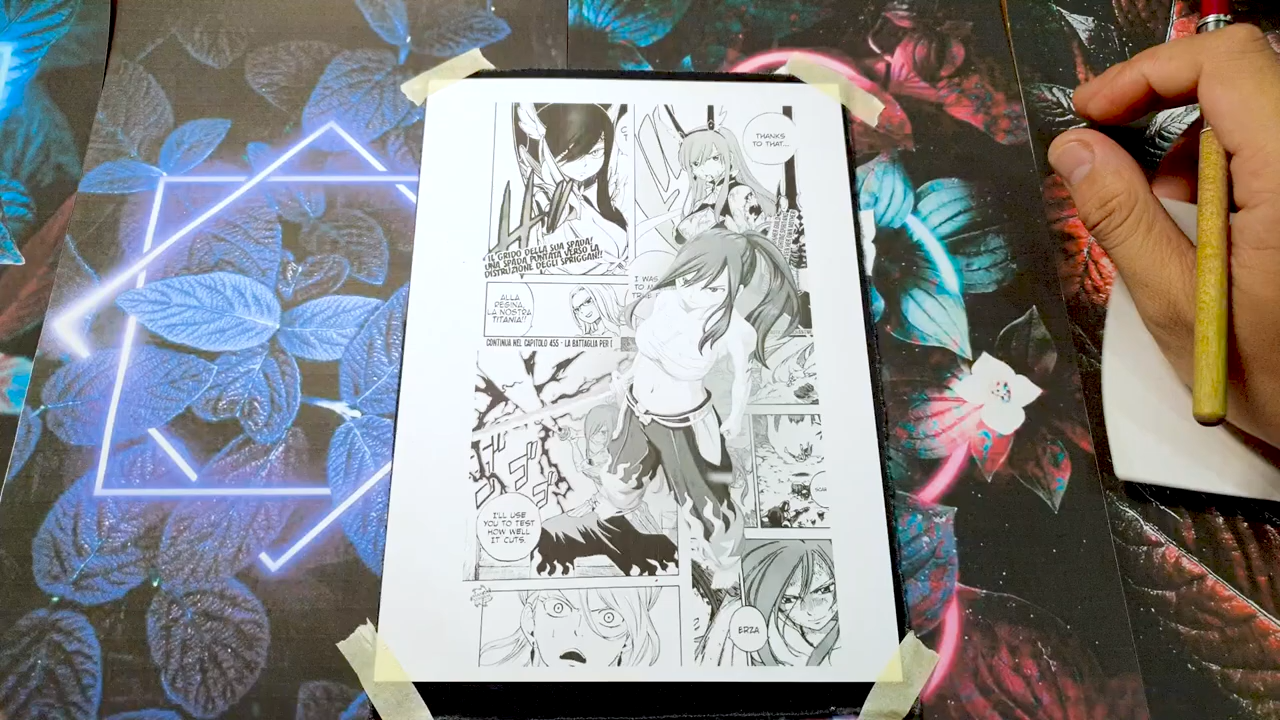 THANKS
TO THAT...
IL GRIDO DELLA SUA SPADA!
UNA SPADA PUNTATA VERSO LA
DISTRUZIONE DEGLI SPRIGGAN!!
I WAS
ALLA
REGINA,
LA NOSTRA
TITANIA!!
CONTINUA NEL CAPITOLO 455 - LA BATTAGLIA PER
I'LL USE
YOU TO TEST
HOW WELL
IT CUTS.
ERZA